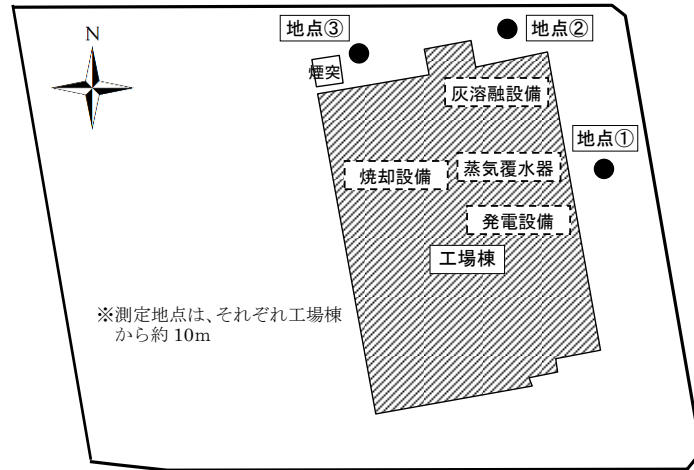 地点③
地点②
N
煙突
灰溶融設備
地点①
焼却設備
蒸気覆水器
発電設備
工場棟
※測定地点は、それぞれ工場棟
から約 10m